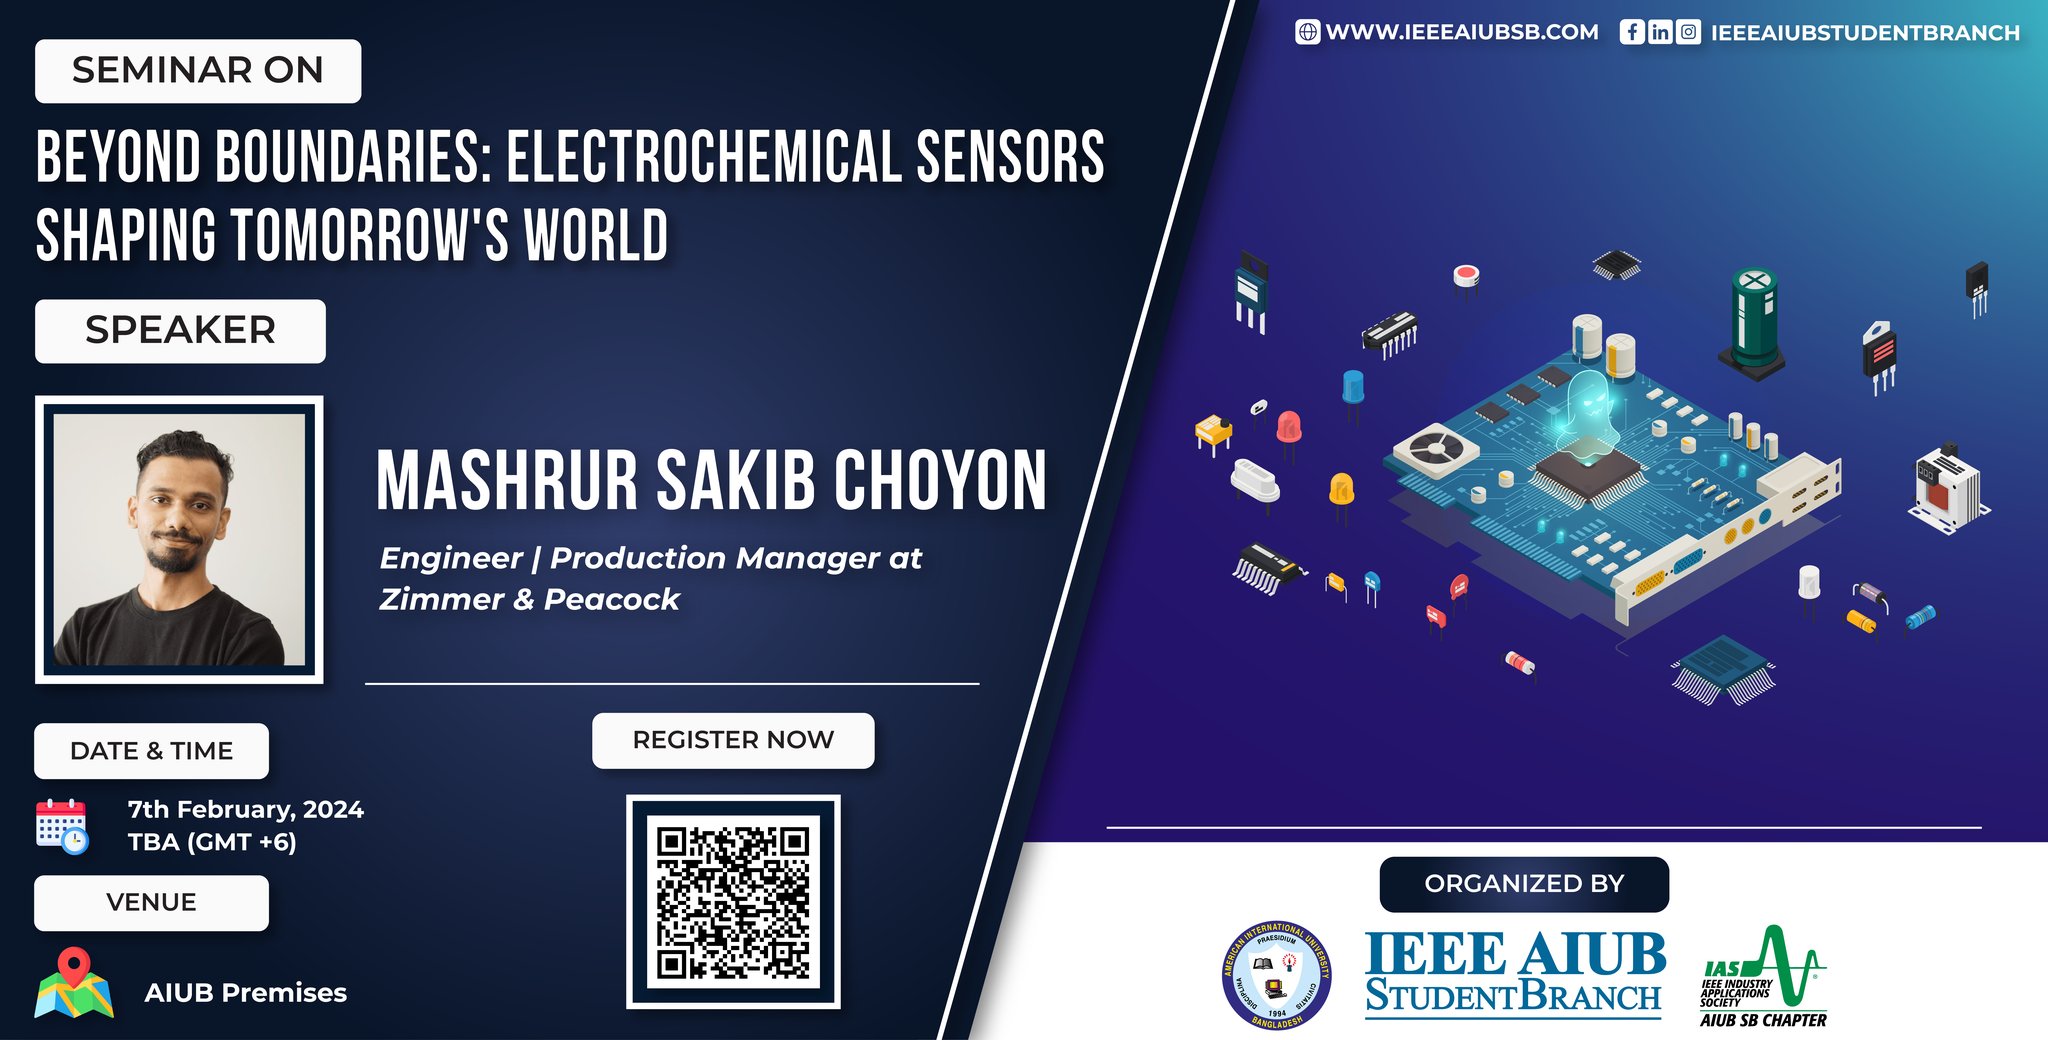 SEMINAR ON
BEYOND BOUNDARIES: ELECTROCHEMICAL SENSORS
SHAPING TOMORROW'S WORLD
SPEAKER
MASHRUR SAKIB CHOYON
Engineer | Production Manager at
Zimmer & Peacock
DATE & TIME
7th February, 2024
TBA (GMT +6)
VENUE
AIUB Premises
REGISTER NOW
WWW.IEEEAIUBSB.COM
IEEEAIUBSTUDENTBRANCH
ORGANIZED BY
AMERICAN INTERNATIONAL UNIVERSITY
BANGLADESH
PRAESIDIUM
DISCIPLINA
CIVITATIS
1994
IEEE AIUB
STUDENTBRANCH
IAS
IEEE INDUSTRY
APPLICATIONS
SOCIETY
®
AIUB SB CHAPTER